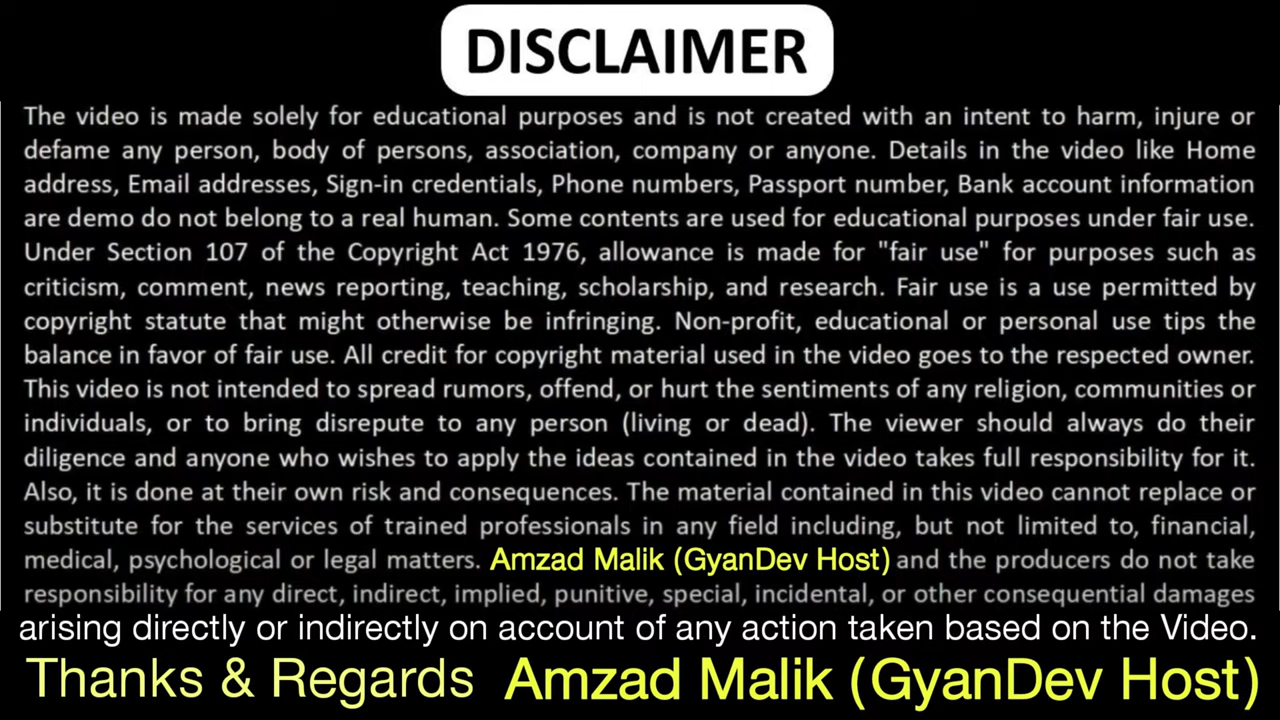 DISCLAIMER
The video is made solely for educational purposes and is not created with an intent to harm, injure or
defame any person, body of persons, association, company or anyone. Details in the video like Home
address, Email addresses, Sign-in credentials, Phone numbers, Passport number, Bank account information
are demo do not belong to a real human. Some contents are used for educational purposes under fair use.
Under Section 107 of the Copyright Act 1976, allowance is made for "fair use" for purposes such as
criticism, comment, news reporting, teaching, scholarship, and research. Fair use is a use permitted by
copyright statute that might otherwise be infringing. Non-profit, educational or personal use tips the
balance in favor of fair use. All credit for copyright material used in the video goes to the respected owner.
This video is not intended to spread rumors, offend, or hurt the sentiments of any religion, communities or
individuals, or to bring disrepute to any person (living or dead). The viewer should always do their
diligence and anyone who wishes to apply the ideas contained in the video takes full responsibility for it.
Also, it is done at their own risk and consequences. The material contained in this video cannot replace or
substitute for the services of trained professionals in any field including, but not limited to, financial,
medical, psychological or legal matters. Amzad Malik (GyanDev Host) and the producers do not take
responsibility for any direct, indirect, implied, punitive, special, incidental, or other consequential damages
arising directly or indirectly on account of any action taken based on the Video.
Thanks & Regards Amzad Malik (GyanDev Host)